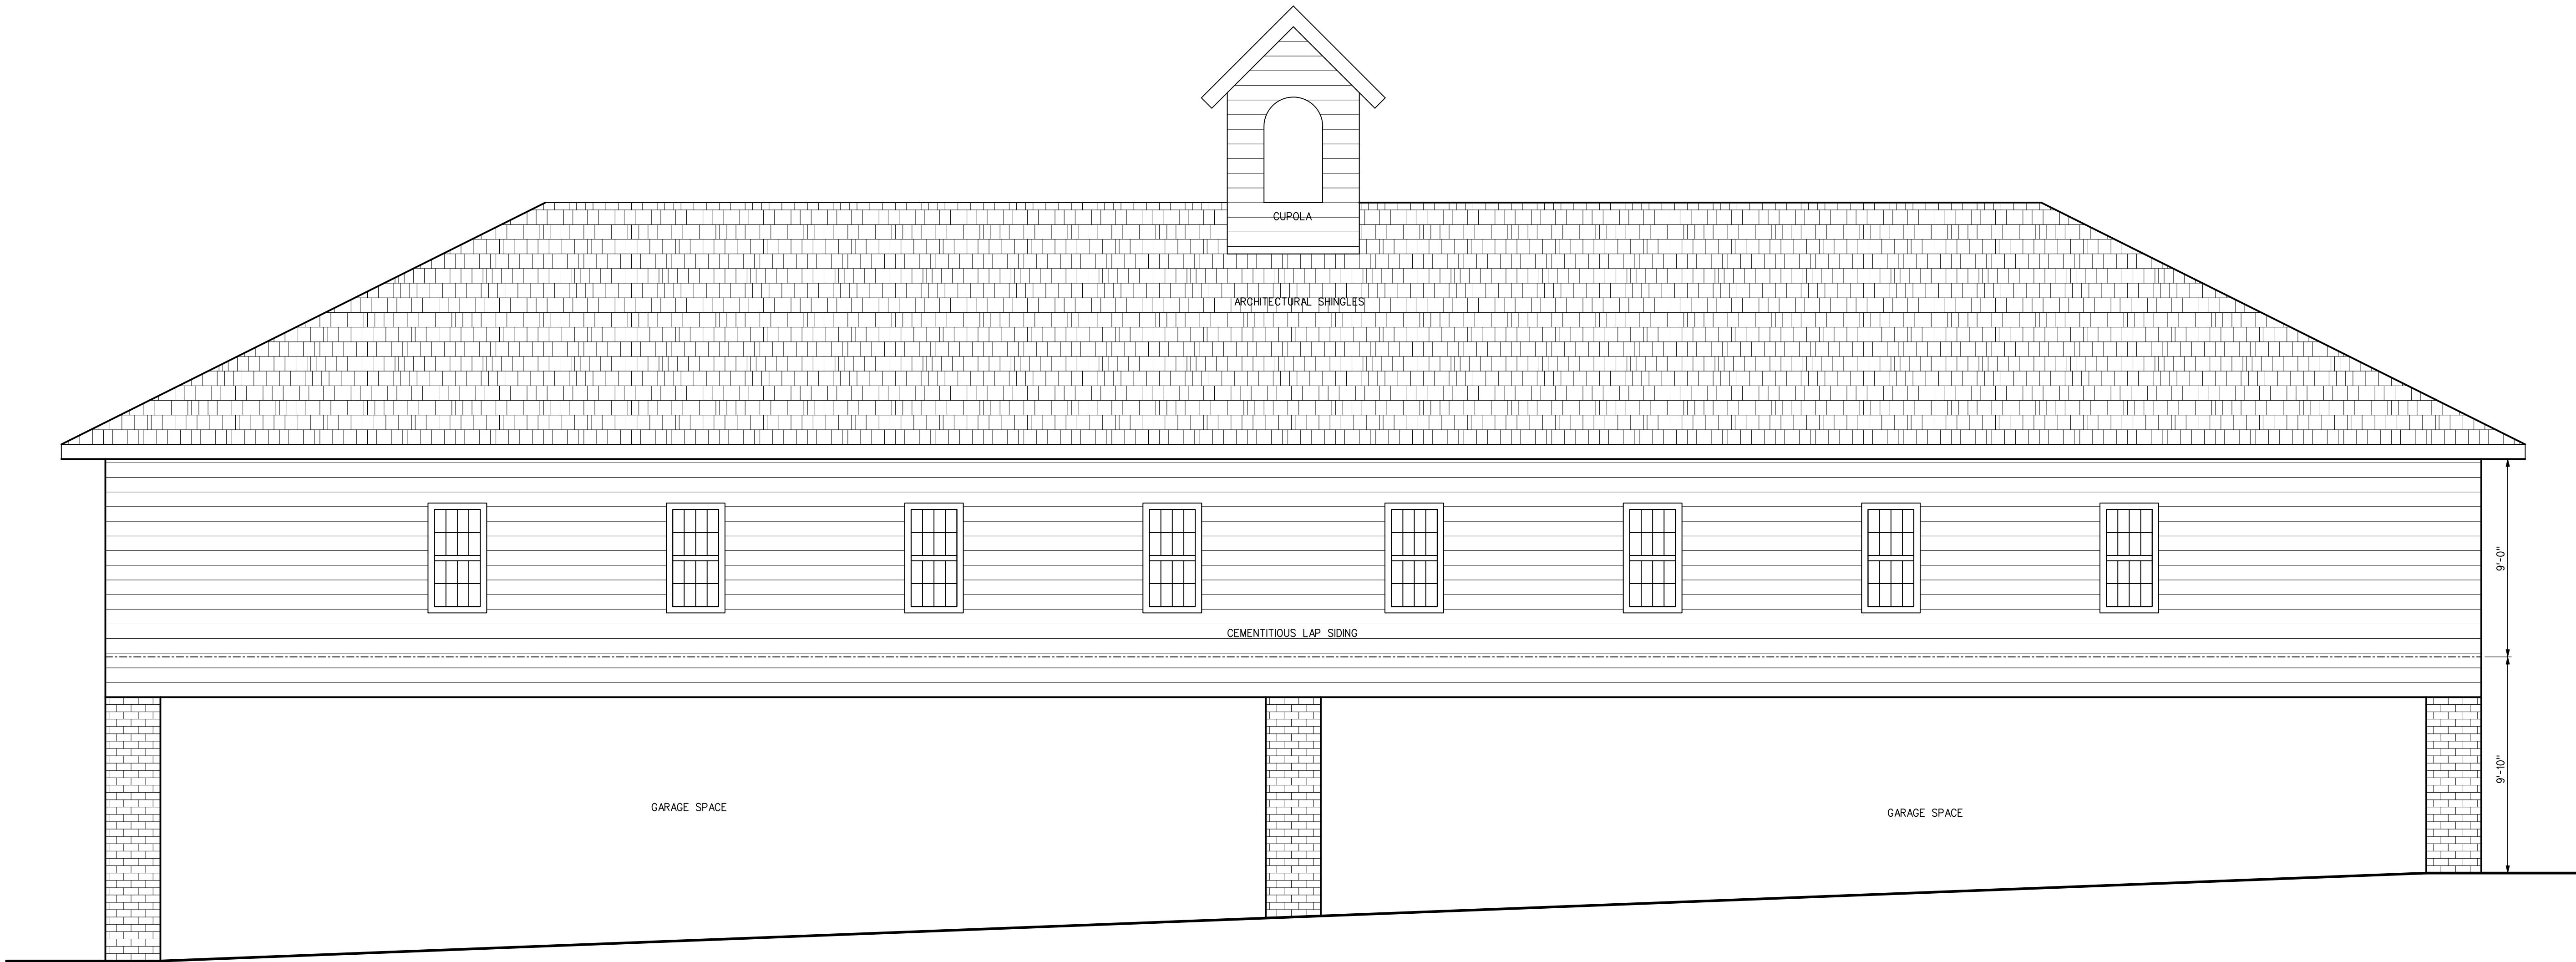 CUPOLA
ARCHITECTURAL SHINGLES
9'-0"
CEMENTITIOUS LAP SIDING
9'-10"
GARAGE SPACE
GARAGE SPACE